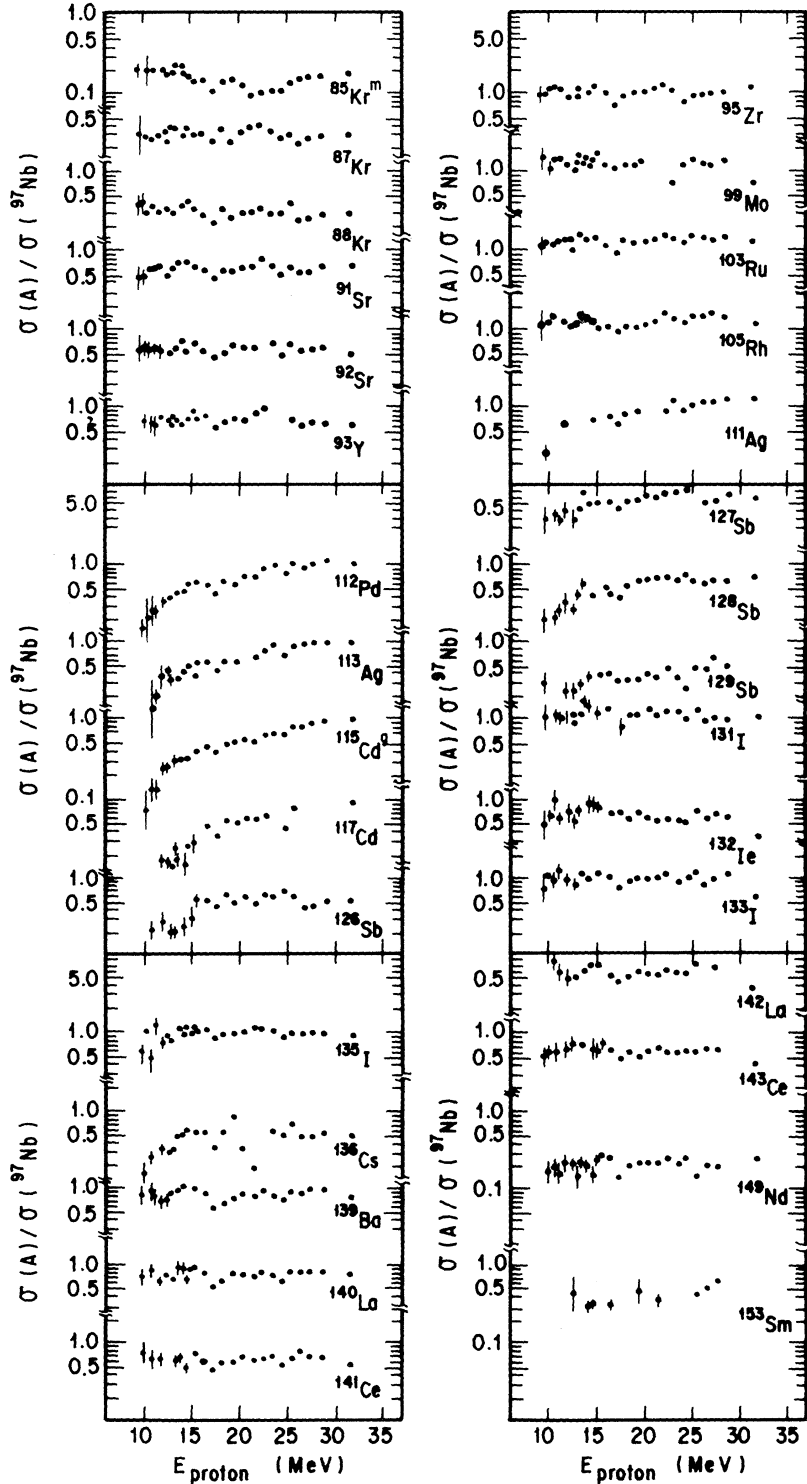 1.0
0.5
0.1
⁸⁵Krᵐ
0.5
⁸⁷Kr
1.0
0.5
⁸⁸Kr
1.0
0.5
⁹¹Sr
1.0
0.5
⁹²Sr
1.0
0.5
⁹³Y
σ(A)/σ(⁹⁷Nb)
5.0
1.0
0.5
¹¹²Pd
1.0
0.5
¹¹³Ag
1.0
0.5
¹¹⁵Cdᵍ
0.1
0.5
¹¹⁷Cd
1.0
0.5
¹²⁶Sb
σ(A)/σ(⁹⁷Nb)
5.0
1.0
0.5
¹³⁵I
1.0
0.5
¹³⁶Cs
1.0
0.5
¹³⁹Ba
1.0
0.5
¹⁴⁰La
1.0
0.5
¹⁴¹Ce
σ(A)/σ(⁹⁷Nb)
10 15 20 25 30 35
E proton (MeV)
5.0
1.0
0.5
⁹⁵Zr
1.0
0.5
⁹⁹Mo
1.0
0.5
¹⁰³Ru
1.0
0.5
¹⁰⁵Rh
1.0
0.5
¹¹¹Ag
σ(A)/σ(⁹⁷Nb)
0.5
¹²⁷Sb
1.0
0.5
¹²⁸Sb
1.0
0.5
¹²⁹Sb
1.0
0.5
¹³¹I
1.0
0.5
¹³²Ie
1.0
0.5
¹³³I
σ(A)/σ(⁹⁷Nb)
0.5
¹⁴²La
1.0
0.5
¹⁴³Ce
1.0
0.5
0.1
¹⁴⁹Nd
1.0
0.5
0.1
¹⁵³Sm
σ(A)/σ(⁹⁷Nb)
10 15 20 25 30 35
E proton (MeV)